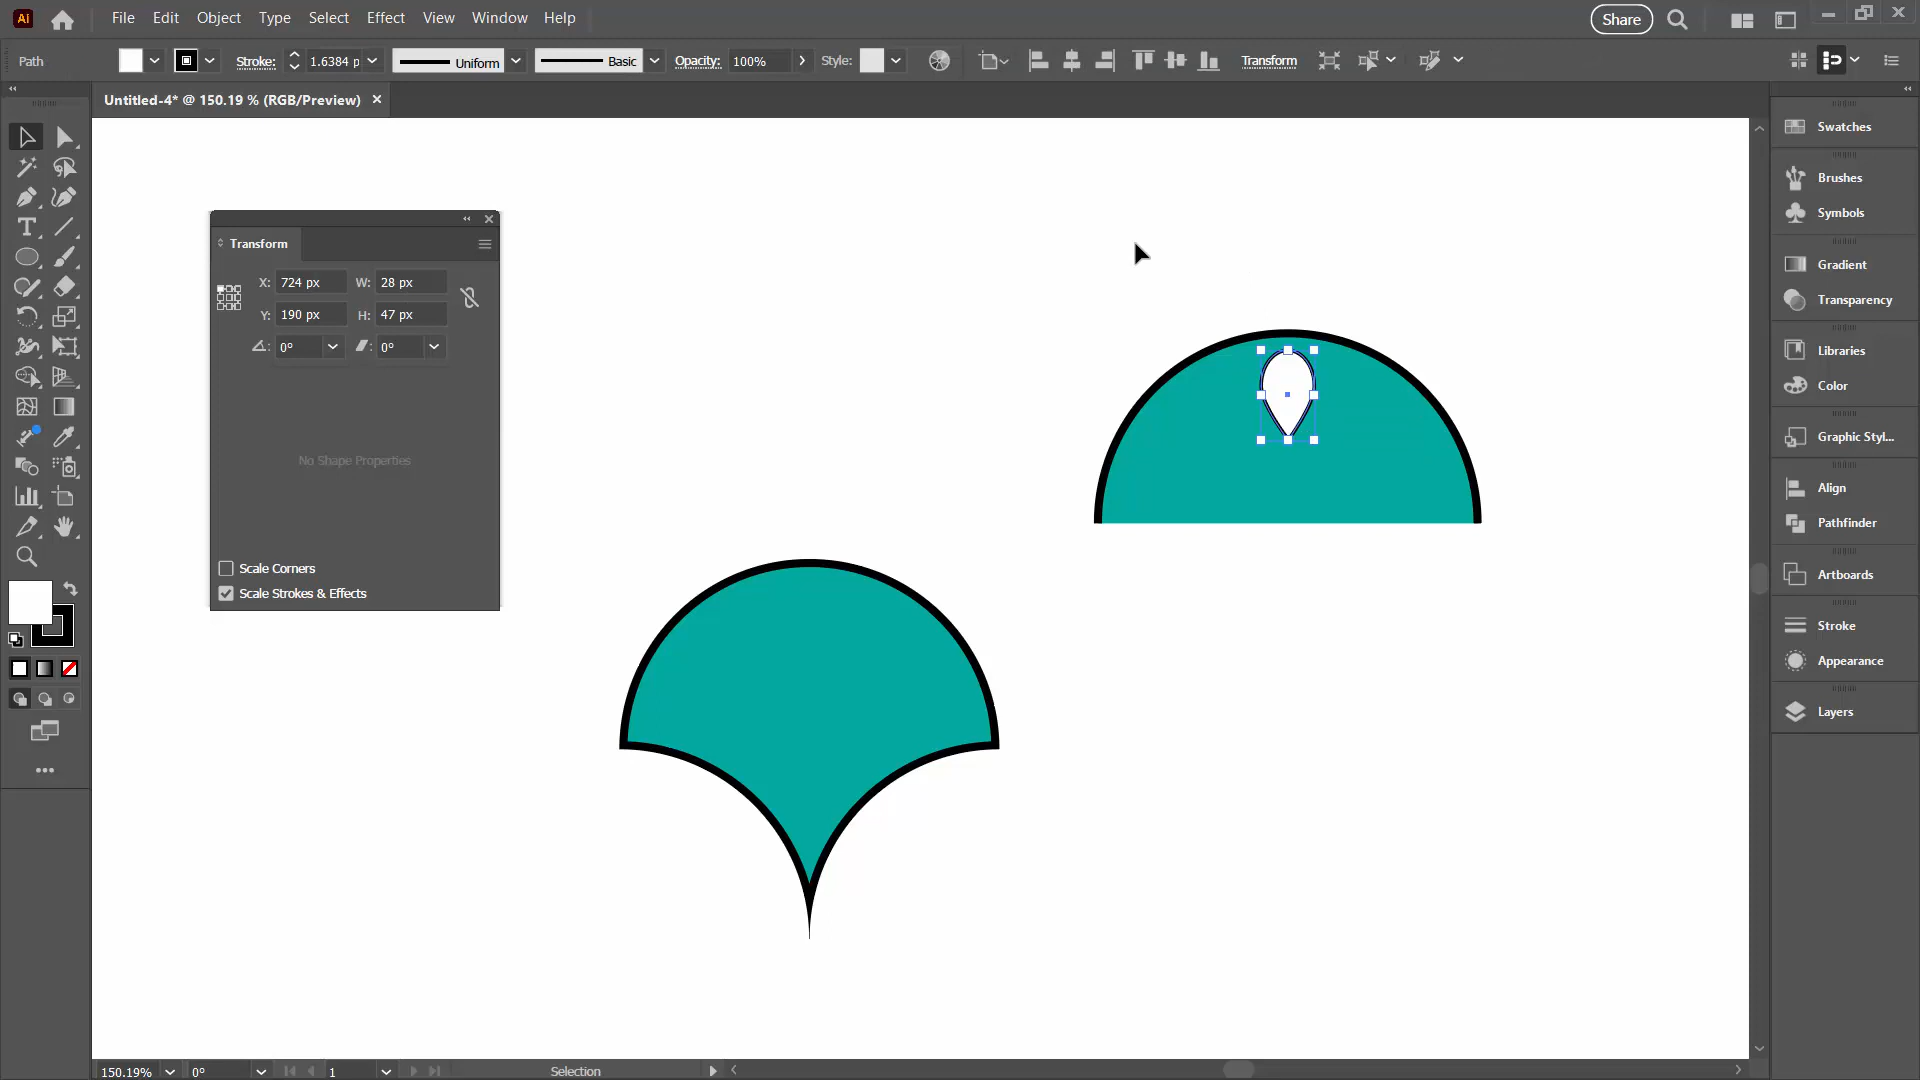 Ai File Edit Object Type Select Effect View Window Help Share
Path Stroke: 1.6384 p Uniform Basic Opacity: 100% Style: Transform
Untitled-4* @ 150.19 % (RGB/Preview)
Transform
X: 724 px W: 28 px
Y: 190 px H: 47 px
0° 0°
No Shape Properties
Scale Corners
Scale Strokes & Effects
Swatches
Brushes
Symbols
Gradient
Transparency
Libraries
Color
Graphic Styl...
Align
Pathfinder
Artboards
Stroke
Appearance
Layers
150.19% 0° 1 Selection